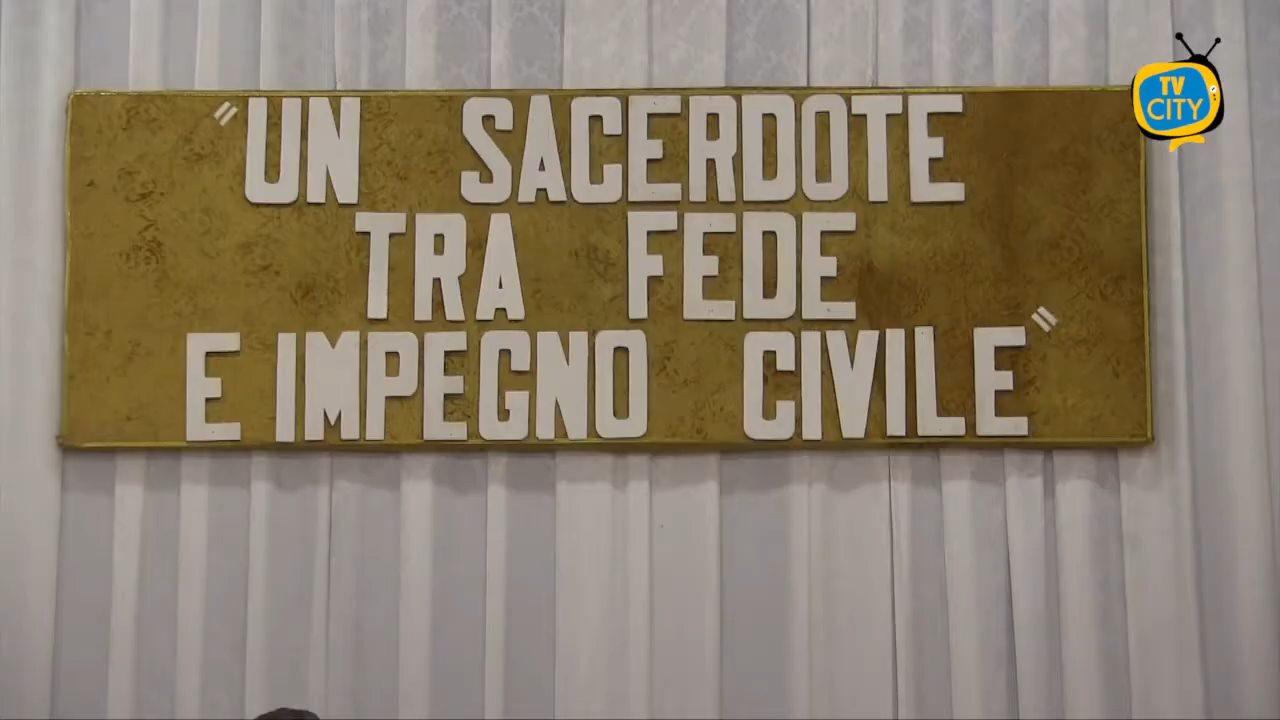 "UN SACERDOTE
TRA FEDE
E IMPEGNO CIVILE"
TV
CITY